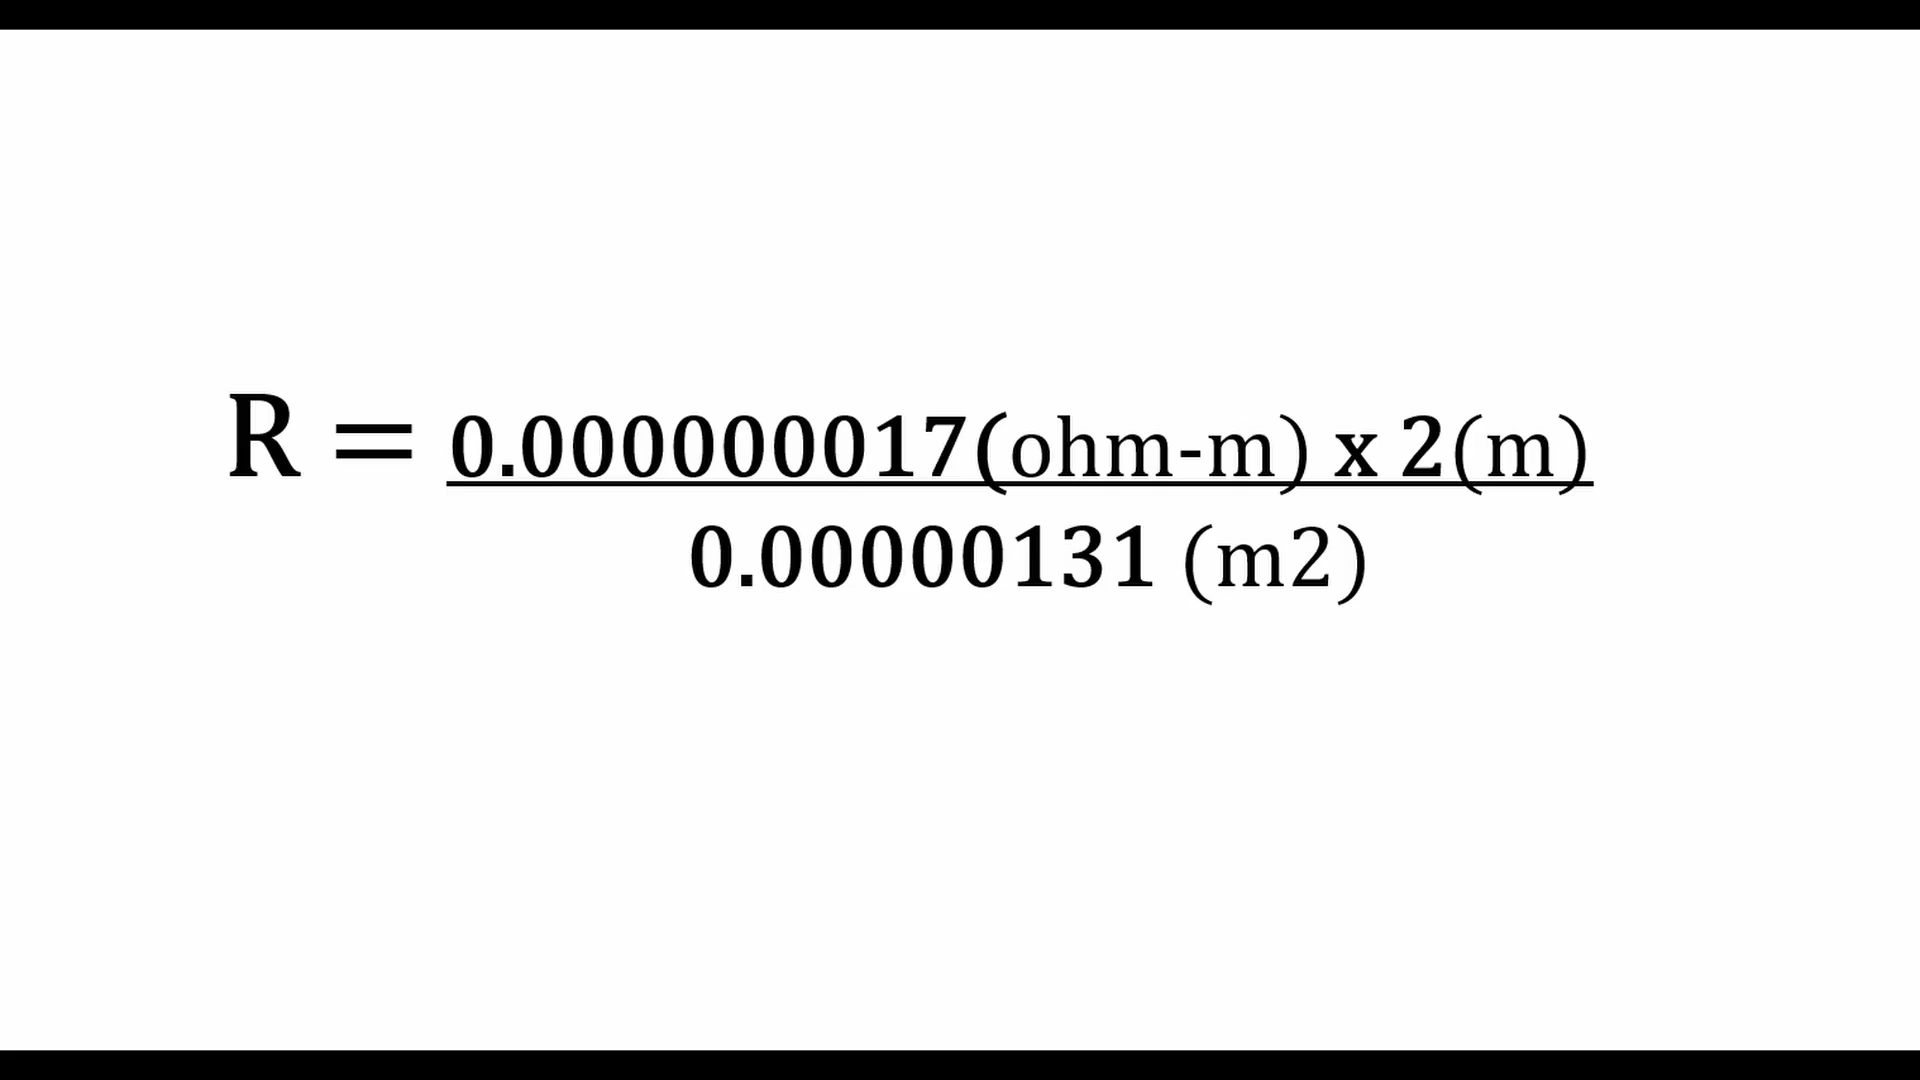 R = 0.000000017(ohm-m) x 2(m)
0.00000131 (m2)